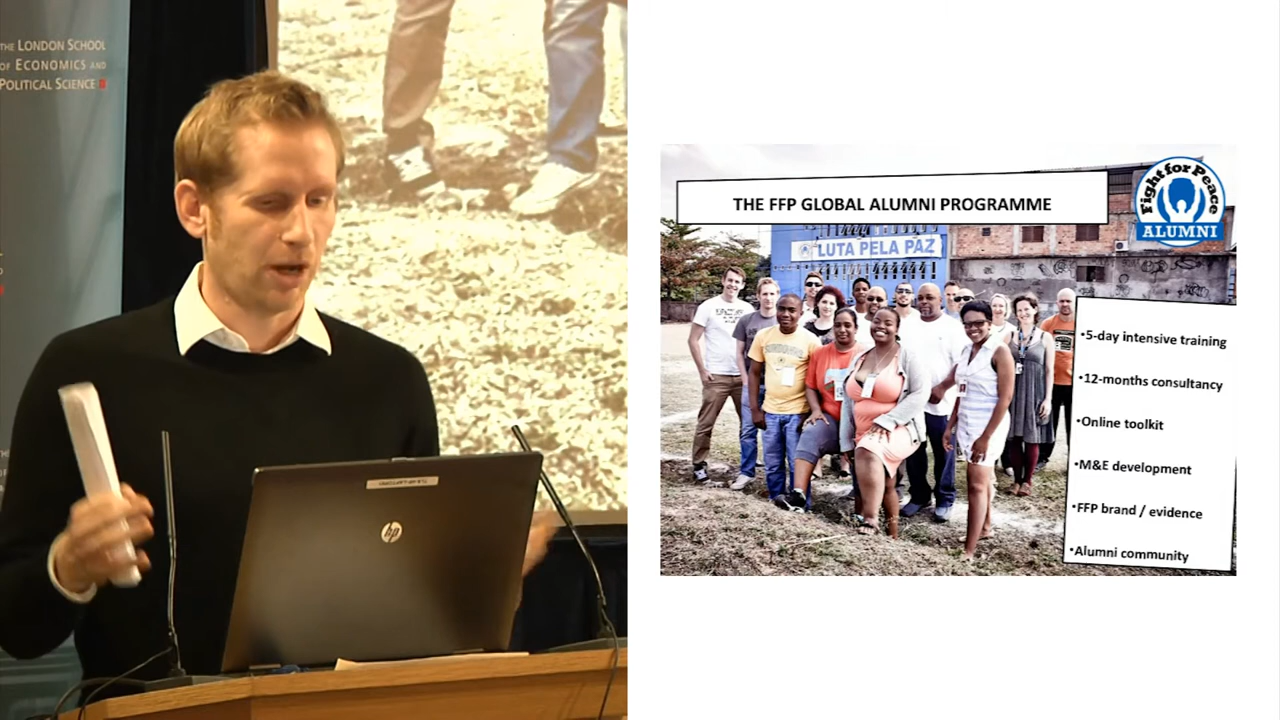 THE LONDON SCHOOL
OF ECONOMICS AND
POLITICAL SCIENCE
hp
THE FFP GLOBAL ALUMNI PROGRAMME
Fight for Peace
ALUMNI
LUTA PELA PAZ
•5-day intensive training
•12-months consultancy
•Online toolkit
•M&E development
•FFP brand / evidence
•Alumni community